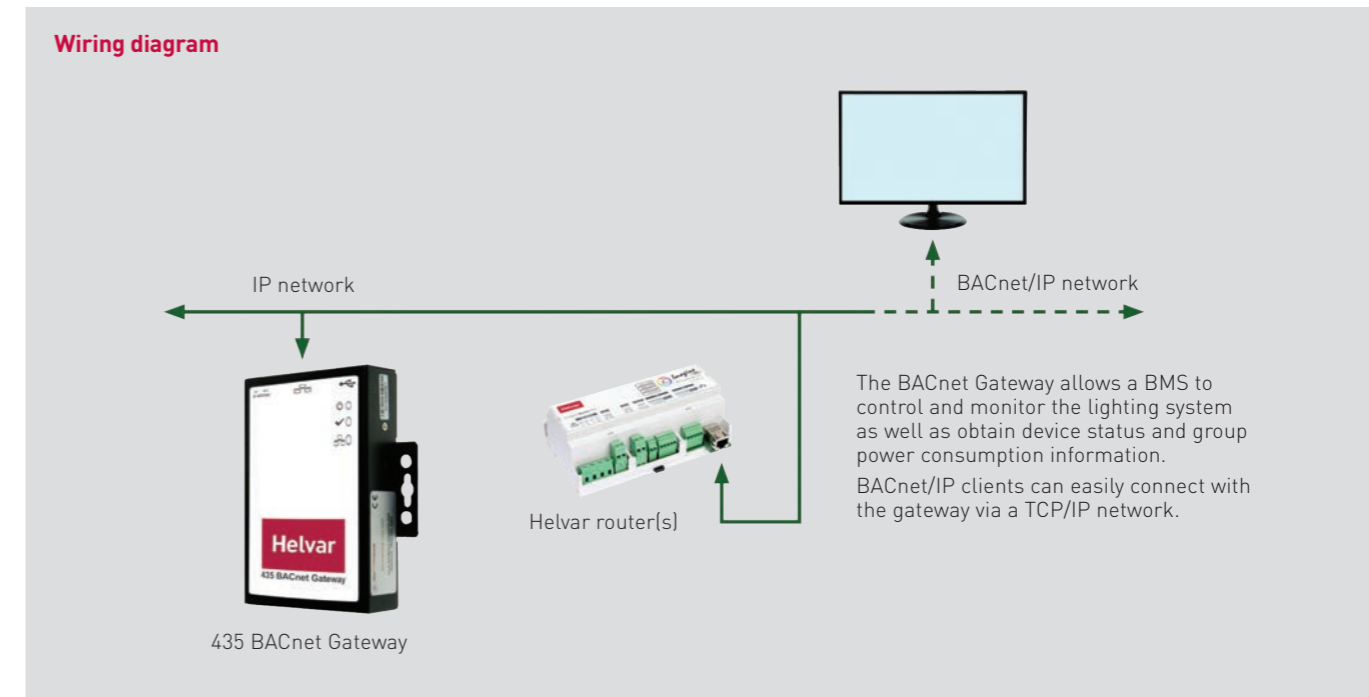 Wiring diagram
IP network
BACnet/IP network
The BACnet Gateway allows a BMS to
control and monitor the lighting system
as well as obtain device status and group
power consumption information.
BACnet/IP clients can easily connect with
the gateway via a TCP/IP network.
Helvar router(s)
Helvar
435 BACnet Gateway
435 BACnet Gateway